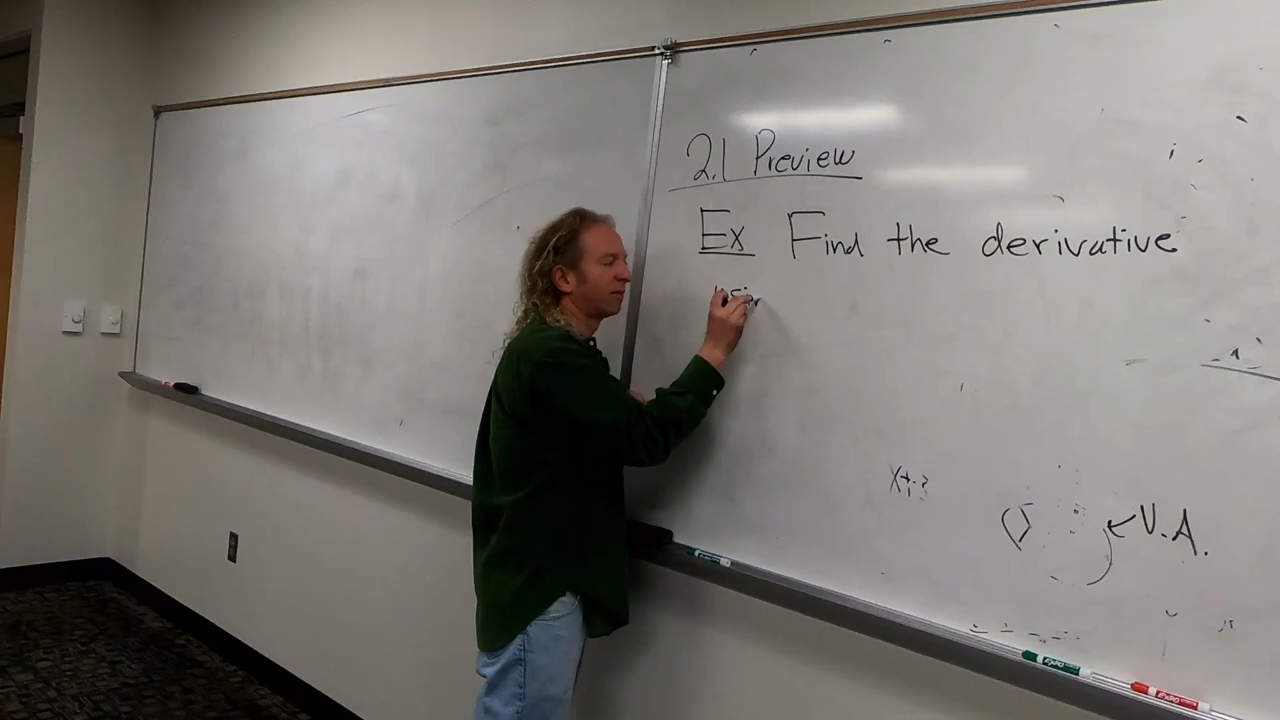 2.1 Preview
Ex Find the derivative
X+
V.A.